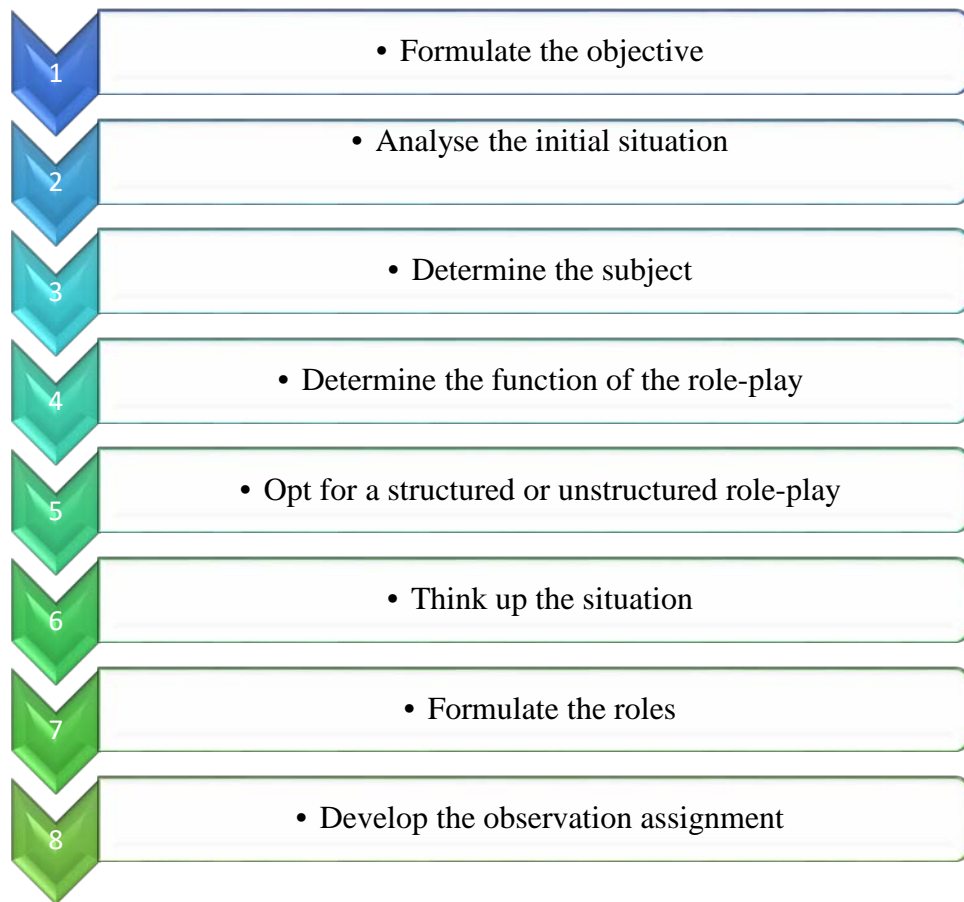 1
• Formulate the objective
2
• Analyse the initial situation
3
• Determine the subject
4
• Determine the function of the role-play
5
• Opt for a structured or unstructured role-play
6
• Think up the situation
7
• Formulate the roles
8
• Develop the observation assignment